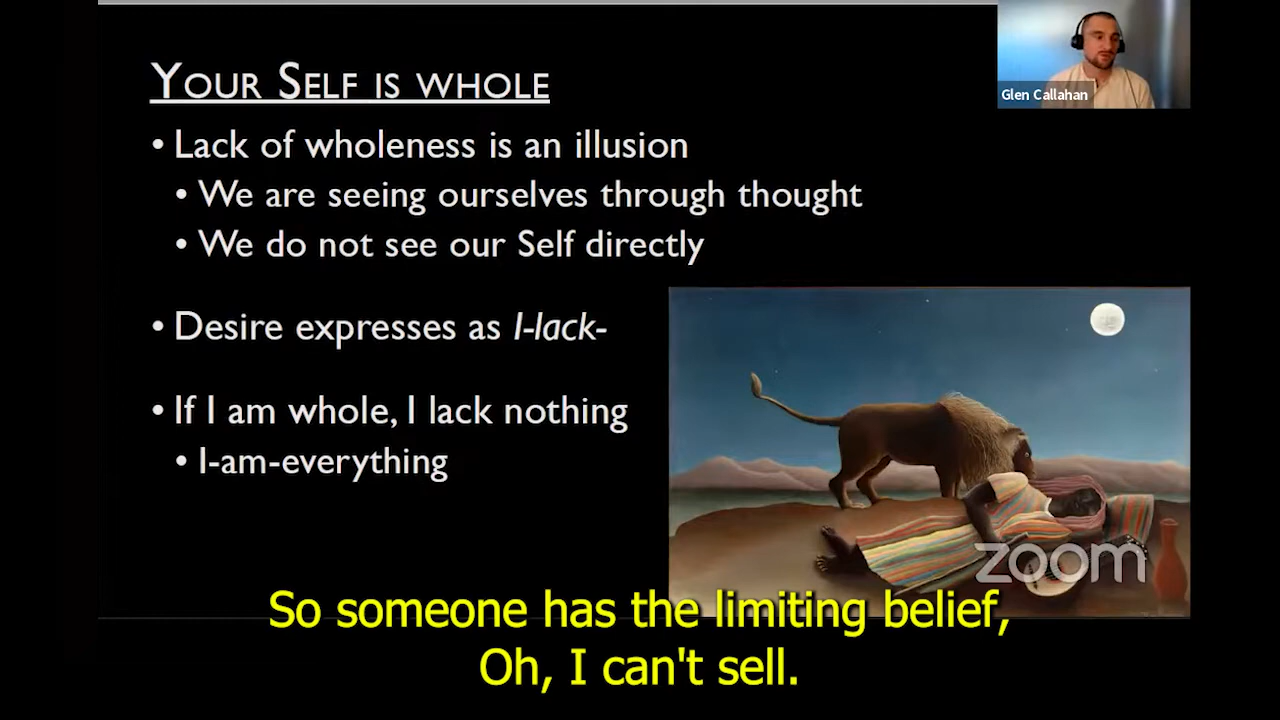 YOUR SELF IS WHOLE
Glen Callahan
• Lack of wholeness is an illusion
• We are seeing ourselves through thought
• We do not see our Self directly
• Desire expresses as I-lack-
• If I am whole, I lack nothing
• I-am-everything
zoom
So someone has the limiting belief,
Oh, I can't sell.